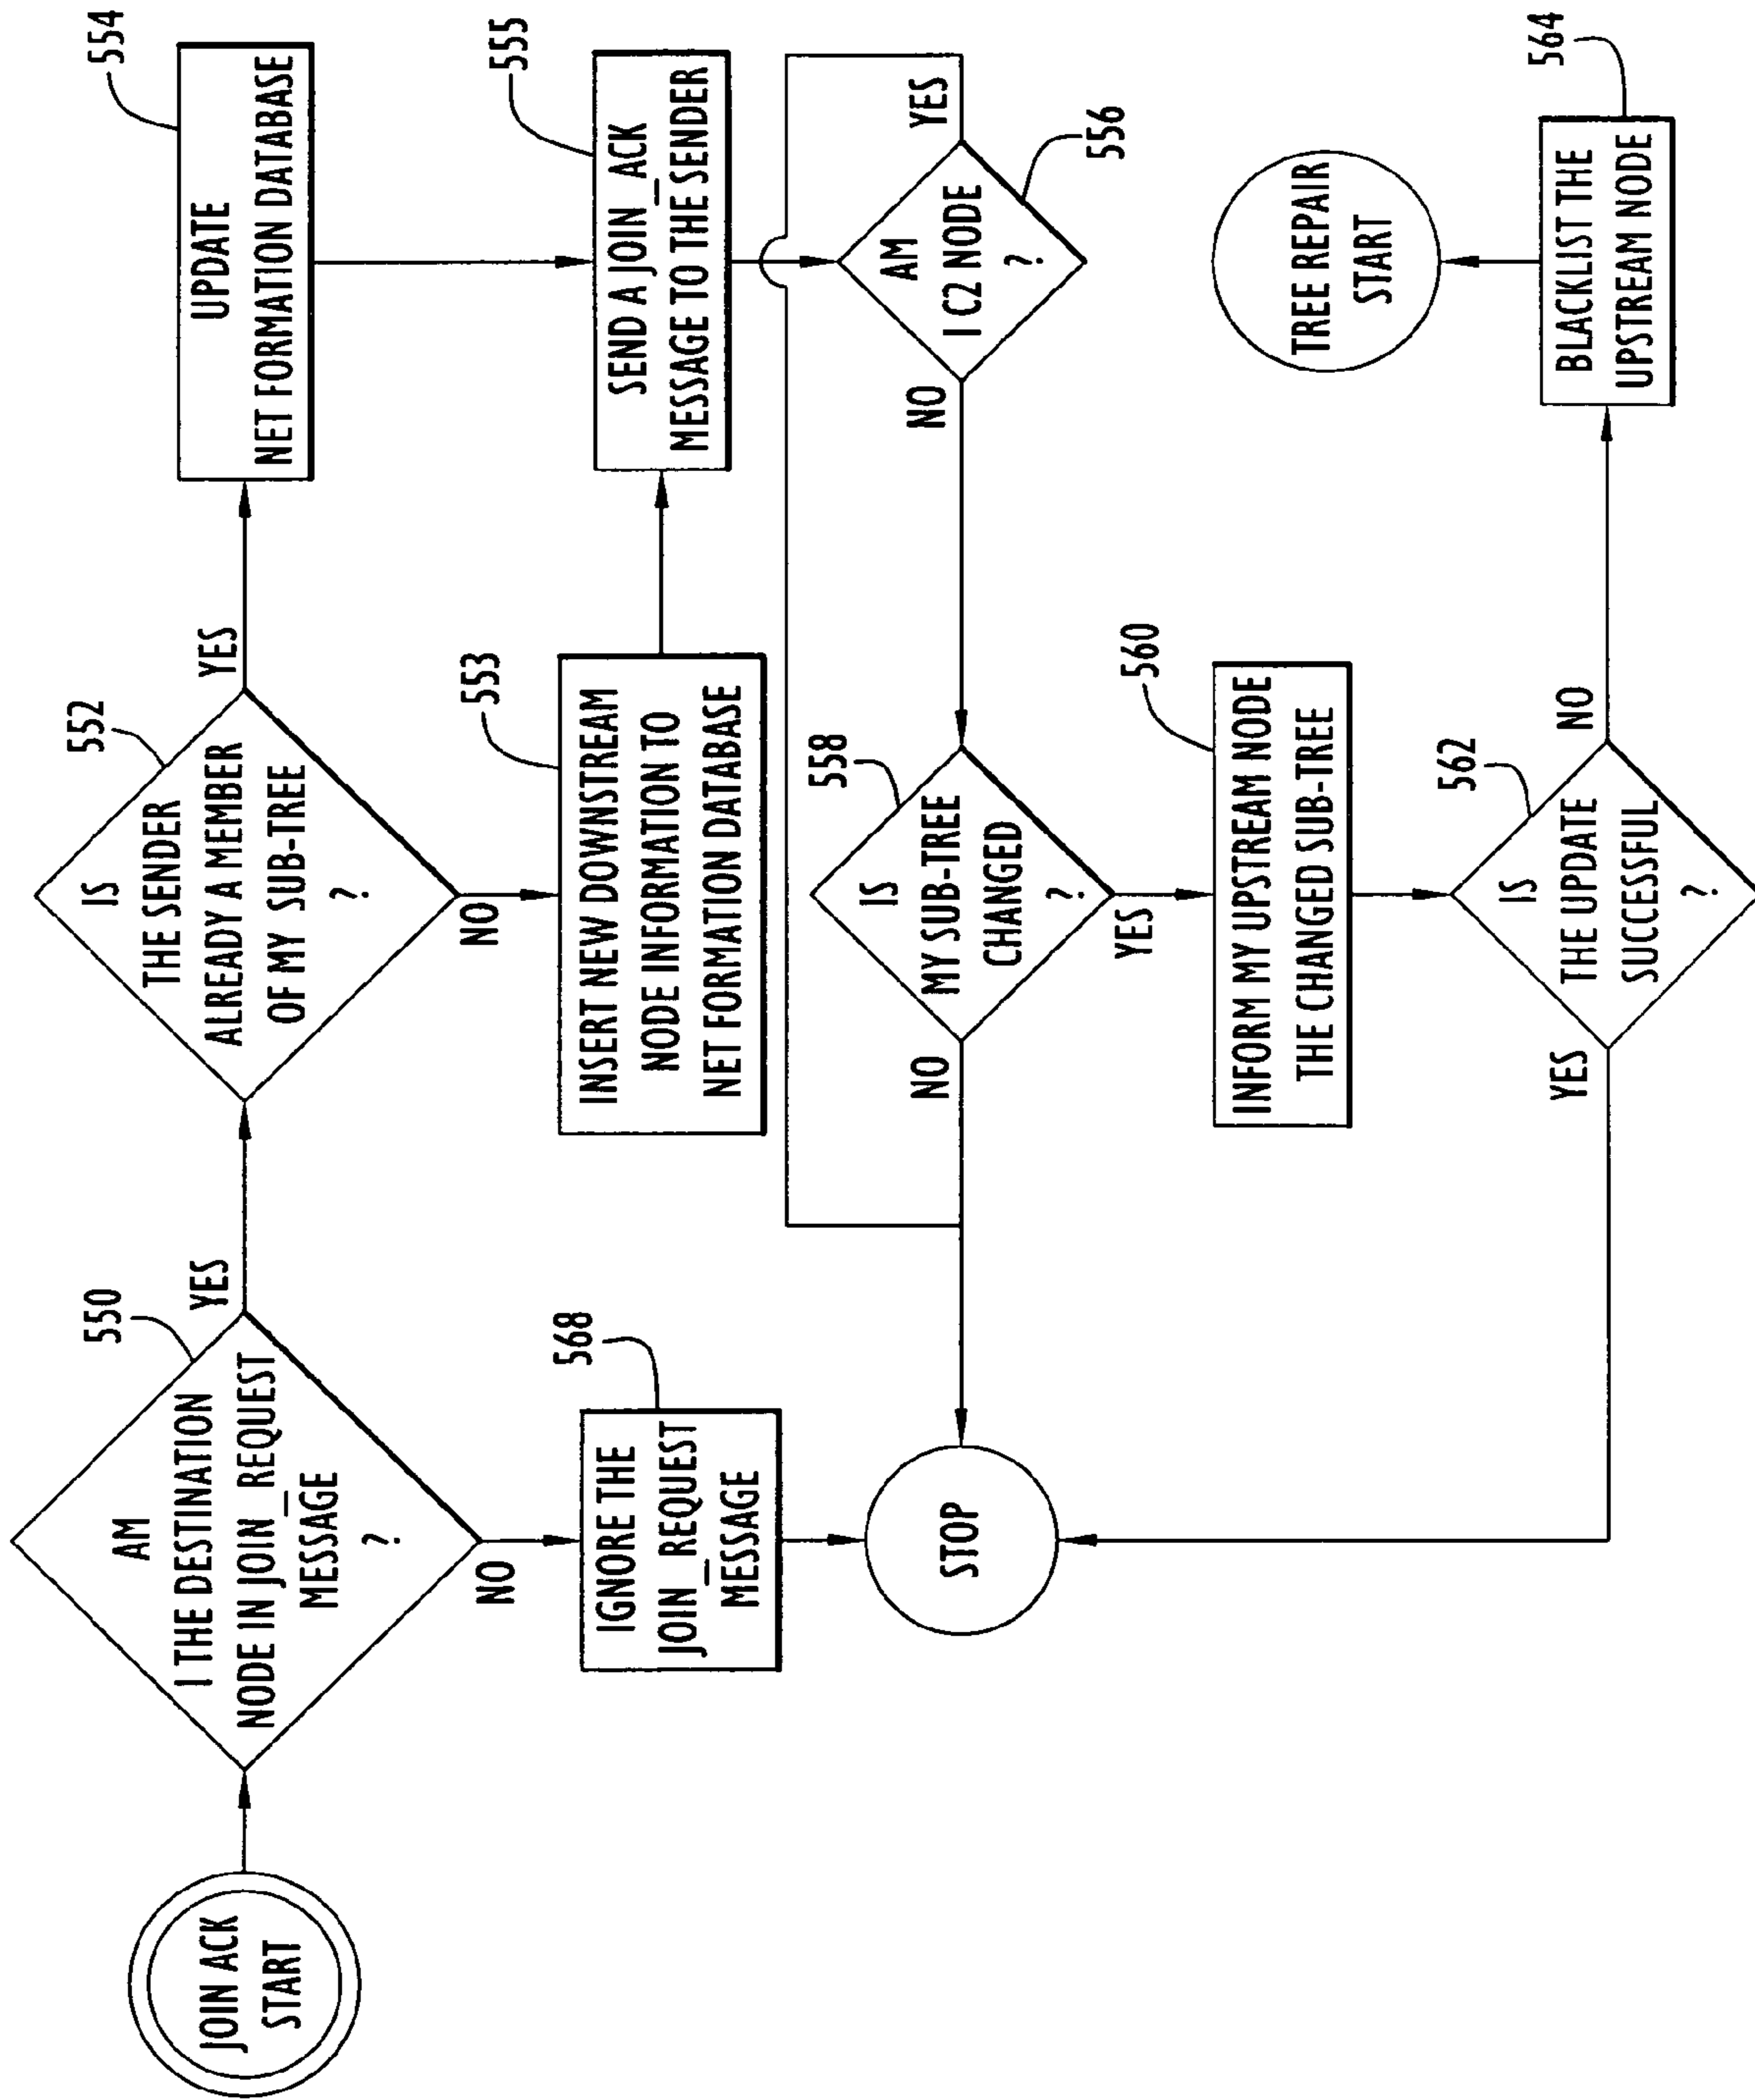 JOIN ACK
START
550
AM
I THE DESTINATION
NODE IN JOIN_REQUEST
MESSAGE
?
YES
NO
552
IS
THE SENDER
ALREADY A MEMBER
OF MY SUB-TREE
?
YES
NO
554
UPDATE
NET FORMATION DATABASE
568
IGNORE THE
JOIN_REQUEST
MESSAGE
553
INSERT NEW DOWNSTREAM
NODE INFORMATION TO
NET FORMATION DATABASE
555
SEND A JOIN_ACK
MESSAGE TO THE SENDER
STOP
558
IS
MY SUB-TREE
CHANGED
?
NO
YES
AM
I C2 NODE
?
YES
NO
556
560
INFORM MY UPSTREAM NODE
THE CHANGED SUB-TREE
TREE REPAIR
START
562
IS
THE UPDATE
SUCCESSFUL
?
YES
NO
564
BLACKLIST THE
UPSTREAM NODE